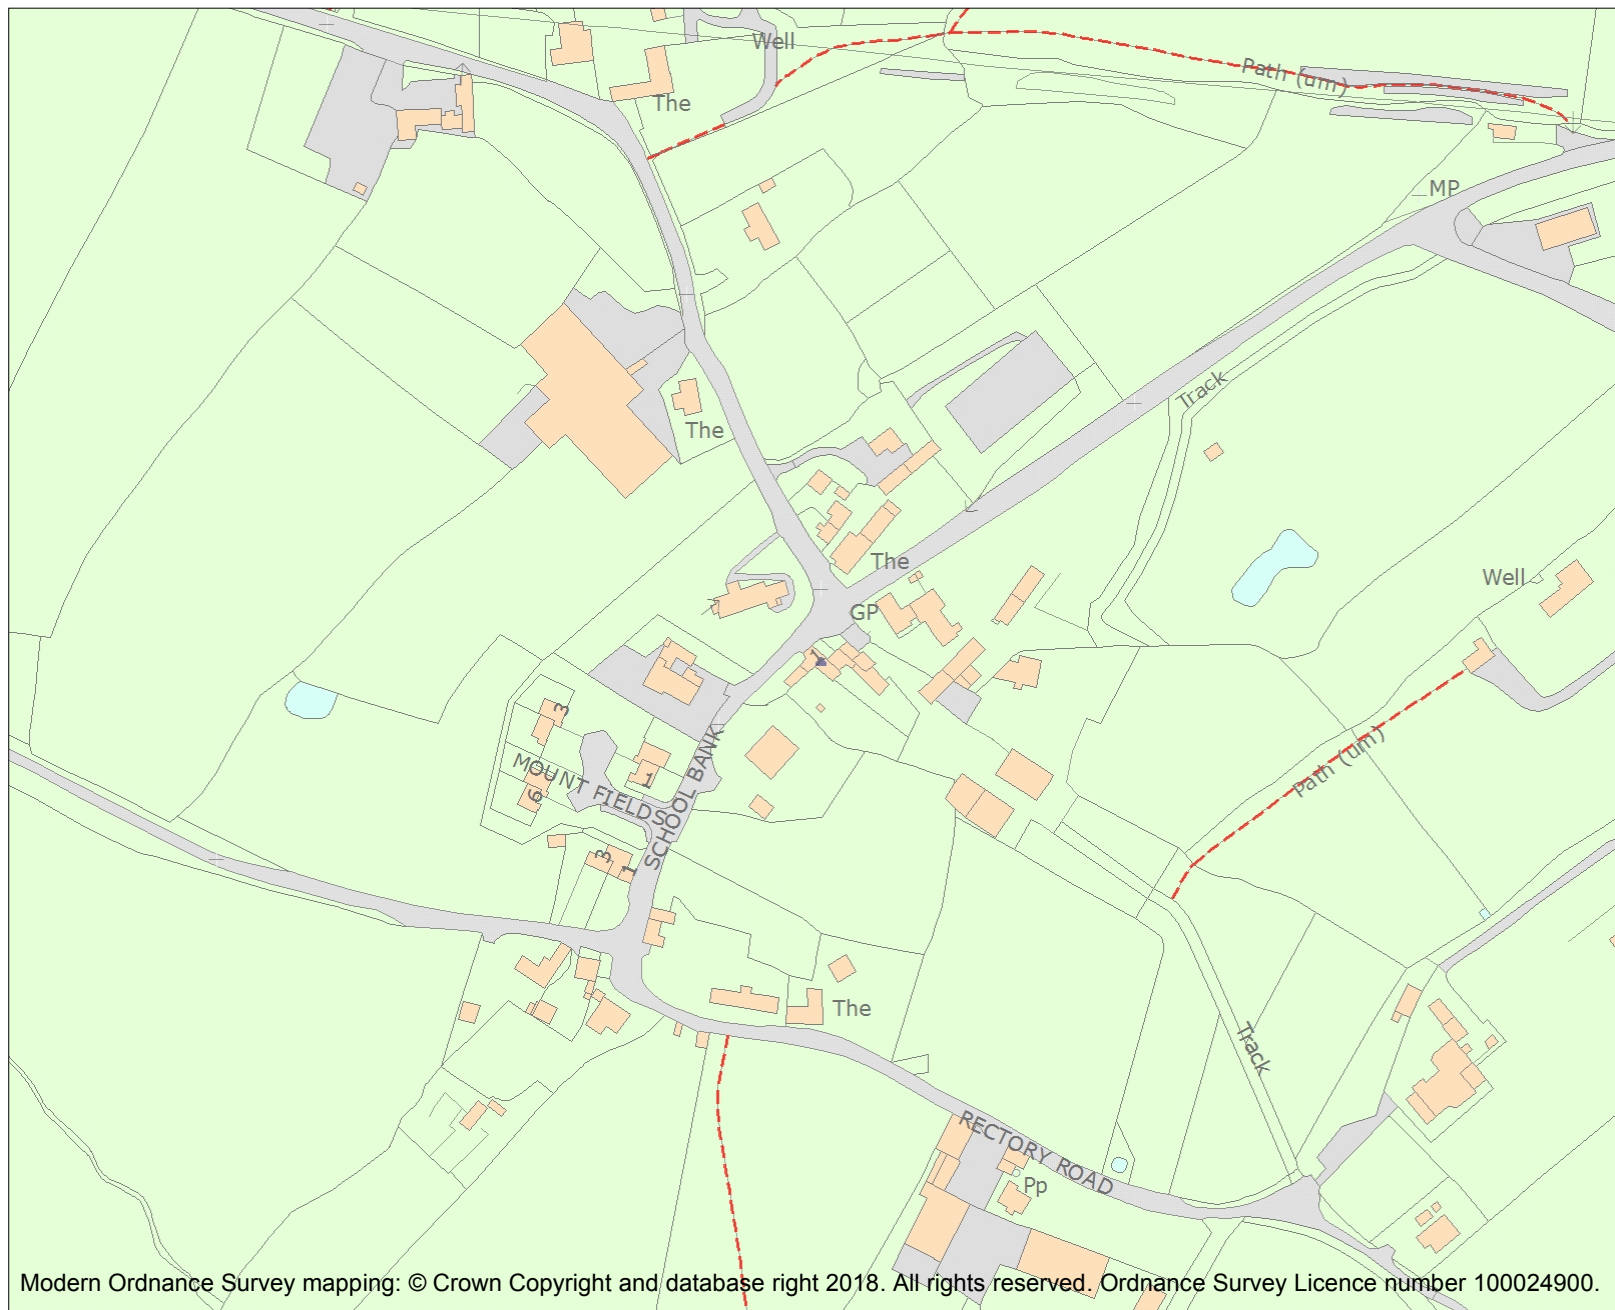 Well
The
Path (um)
MP
Track
The
The
GP
Well
1
3
MOUNT FIELDS
1
6
SCHOOL BANK
Path (um)
3
1
The
Track
RECTORY ROAD
Pp
Modern Ordnance Survey mapping: © Crown Copyright and database right 2018. All rights reserved. Ordnance Survey Licence number 100024900.